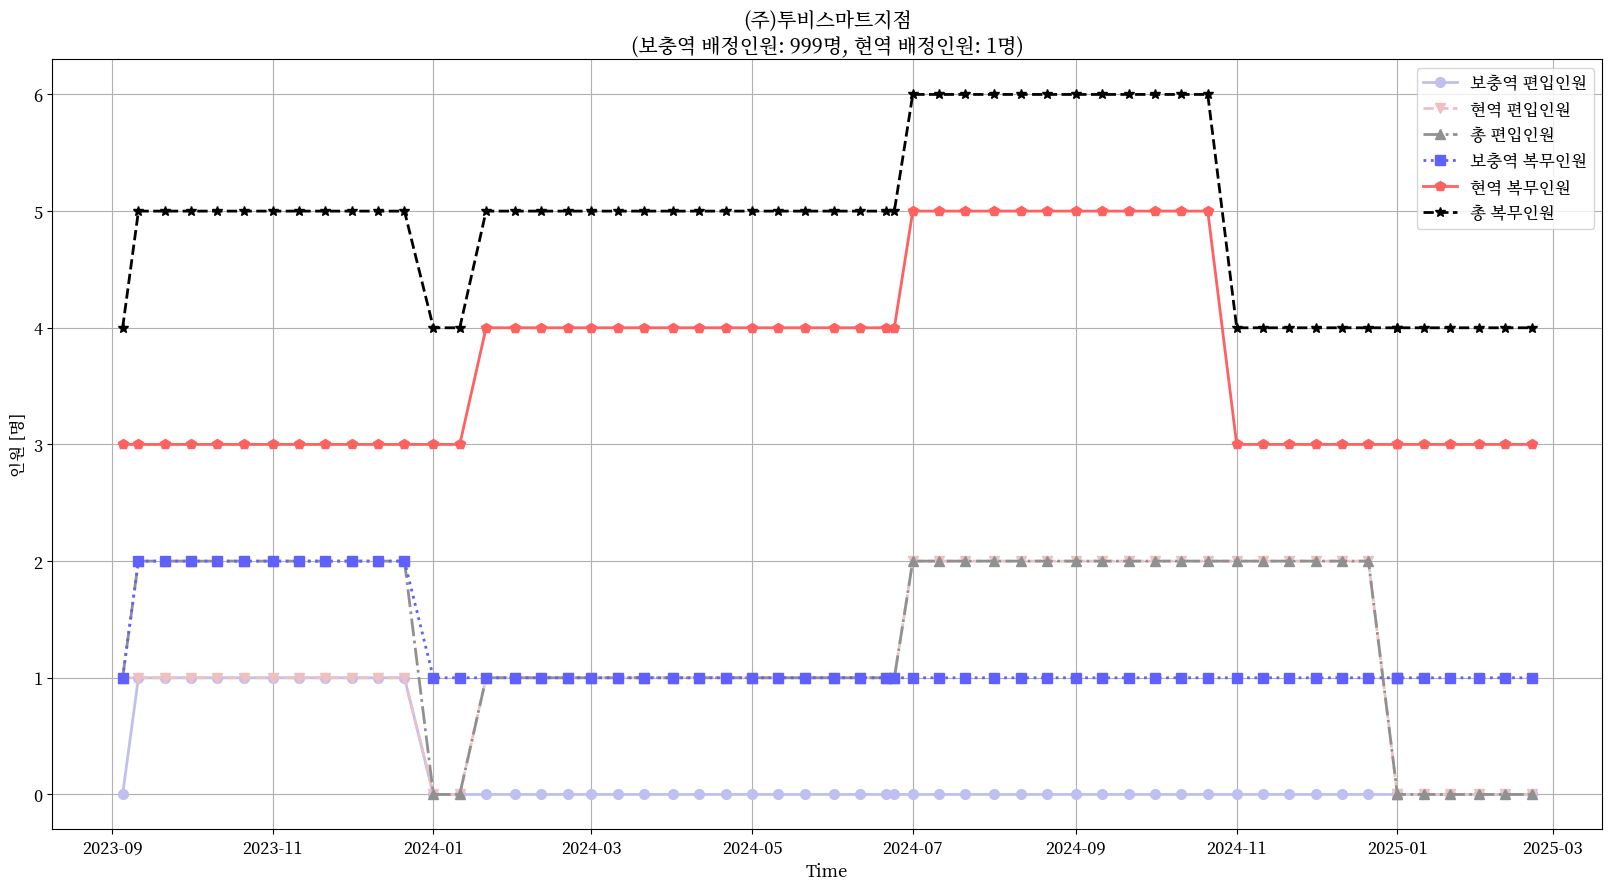 (주)투비스마트지점
(보충역 배정인원: 999명, 현역 배정인원: 1명)
보충역 편입인원
현역 편입인원
총 편입인원
보충역 복무인원
현역 복무인원
총 복무인원
인원 [명]
6
5
4
3
2
1
0
2023-09
2023-11
2024-01
2024-03
2024-05
2024-07
2024-09
2024-11
2025-01
2025-03
Time